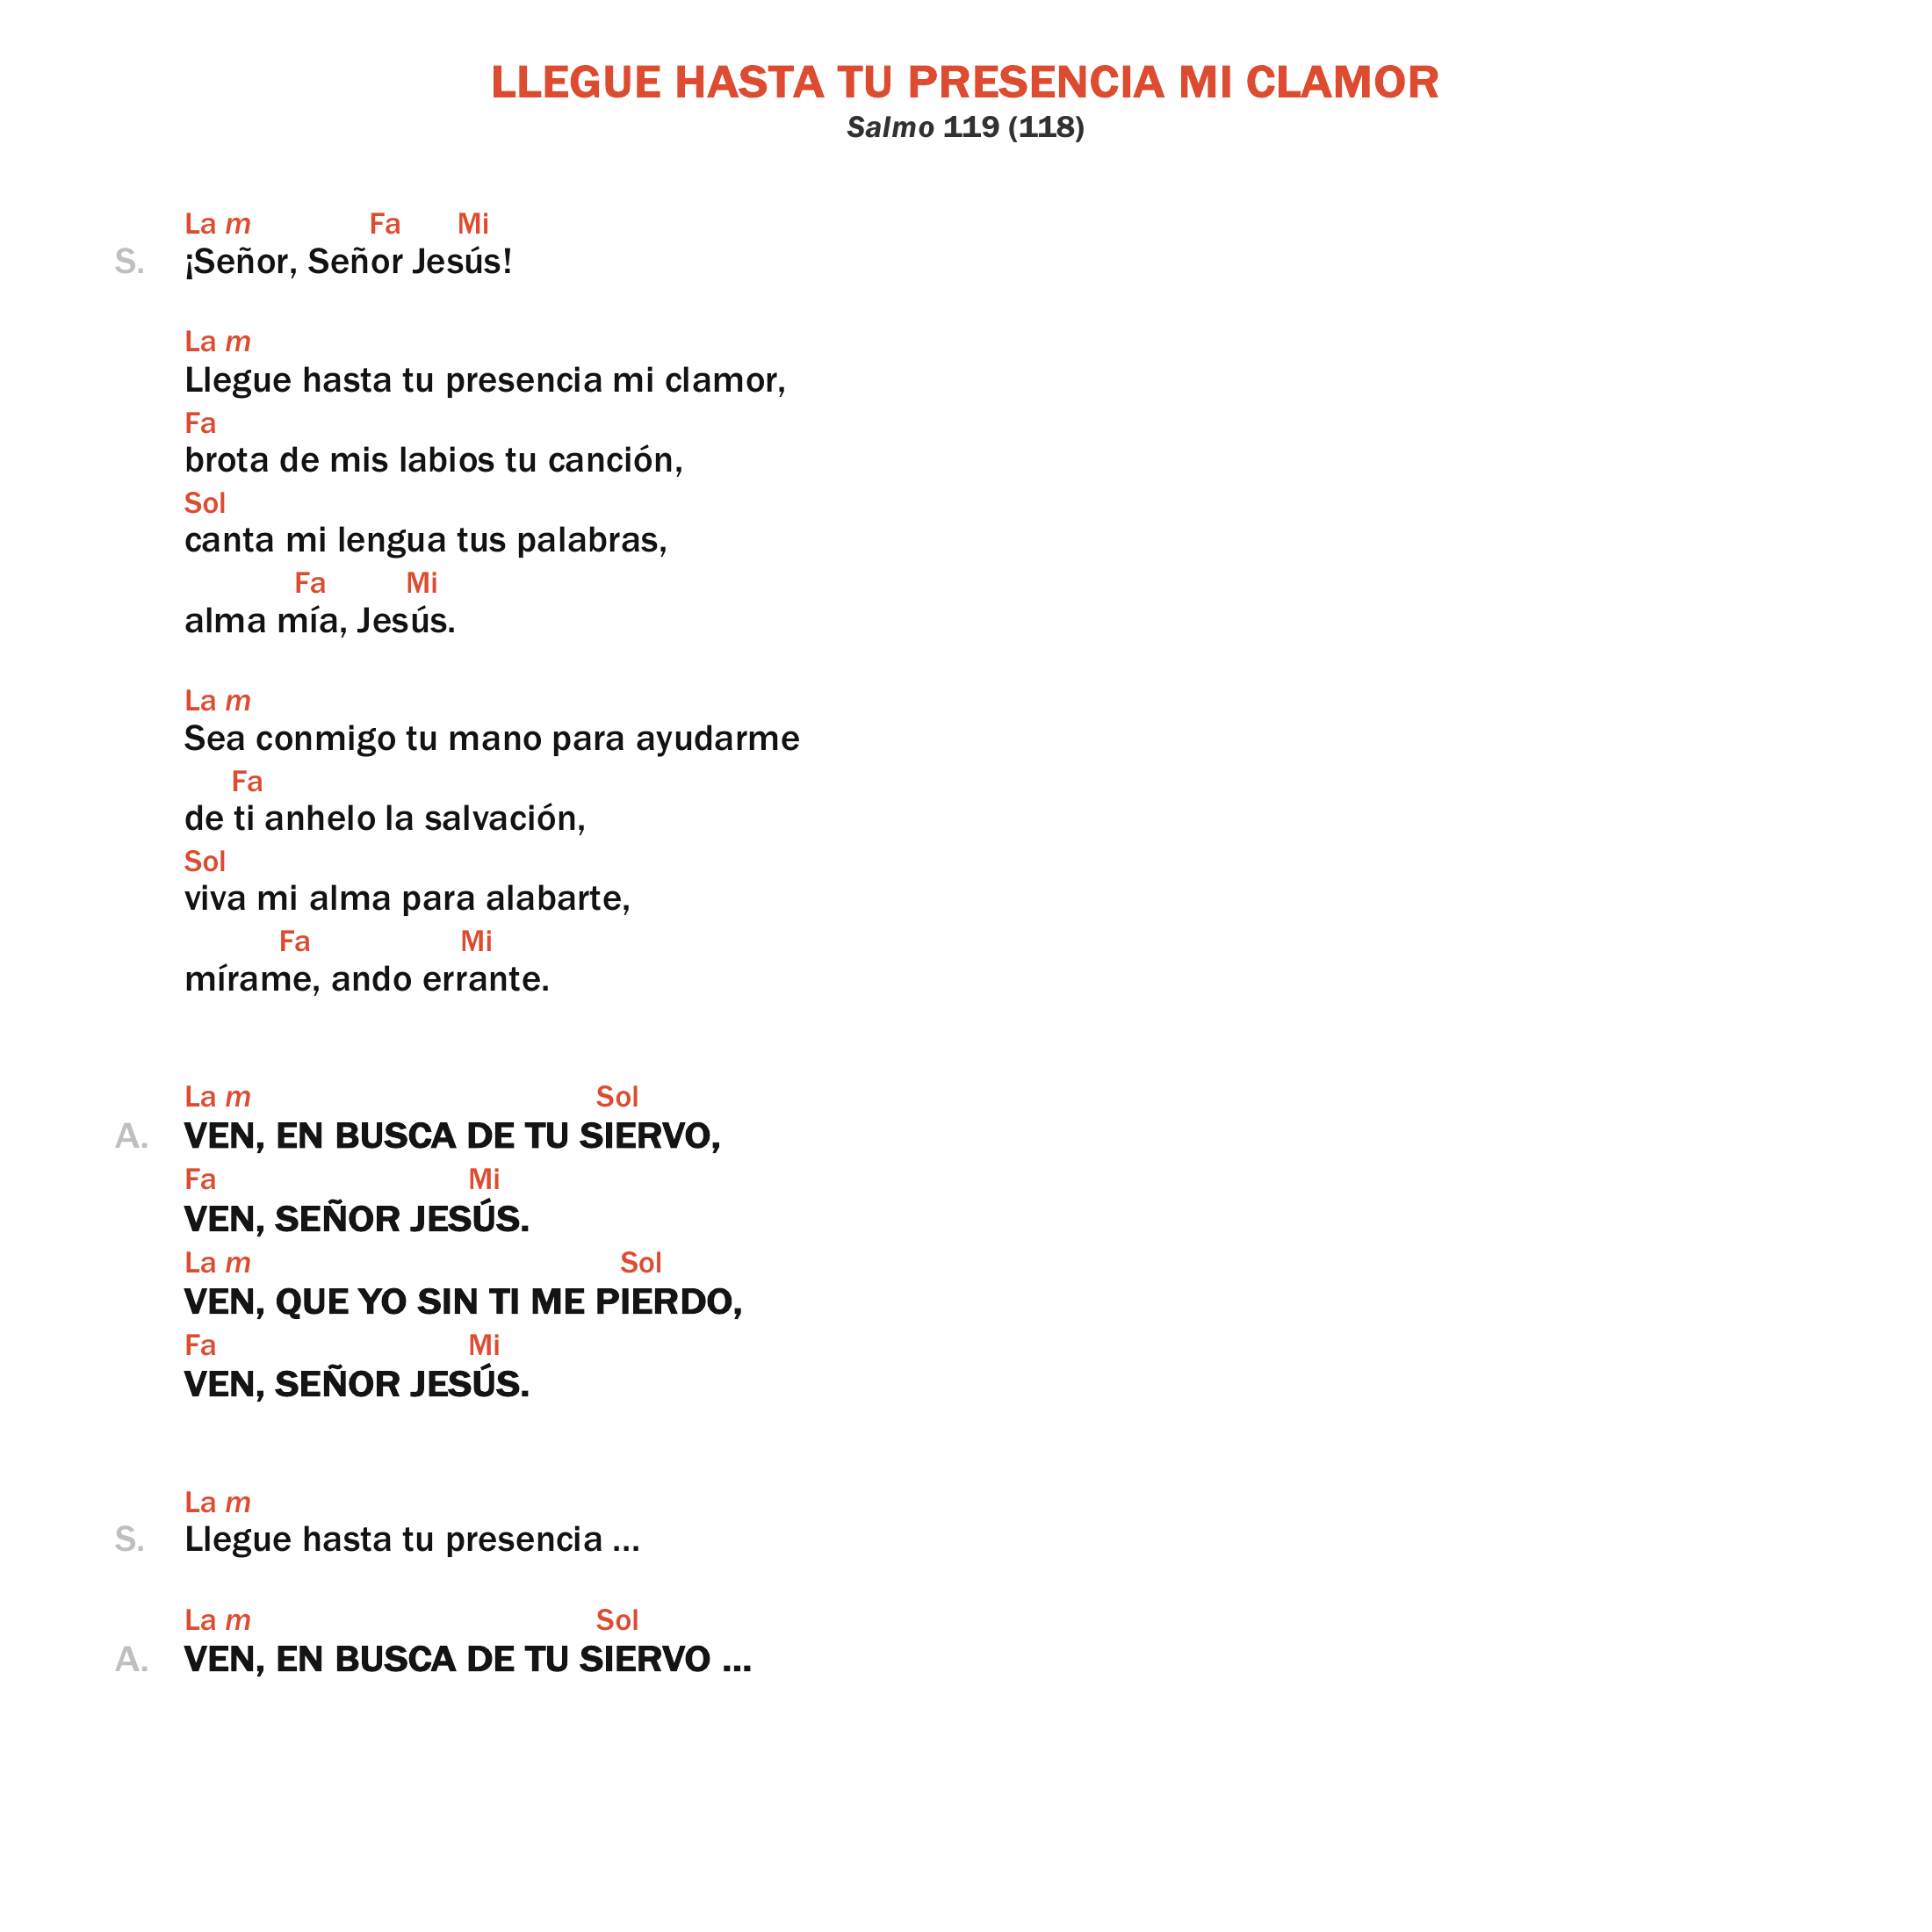 LLEGUE HASTA TU PRESENCIA MI CLAMOR
Salmo 119 (118)
La m Fa Mi
S. ¡Señor, Señor Jesús!
La m
Llegue hasta tu presencia mi clamor,
Fa
brota de mis labios tu canción,
Sol
canta mi lengua tus palabras,
Fa Mi
alma mía, Jesús.
La m
Sea conmigo tu mano para ayudarme
Fa
de ti anhelo la salvación,
Sol
viva mi alma para alabarte,
Fa Mi
mírame, ando errante.
La m Sol
A. VEN, EN BUSCA DE TU SIERVO,
Fa Mi
VEN, SEÑOR JESÚS.
La m Sol
VEN, QUE YO SIN TI ME PIERDO,
Fa Mi
VEN, SEÑOR JESÚS.
La m
S. Llegue hasta tu presencia ...
La m Sol
A. VEN, EN BUSCA DE TU SIERVO ...